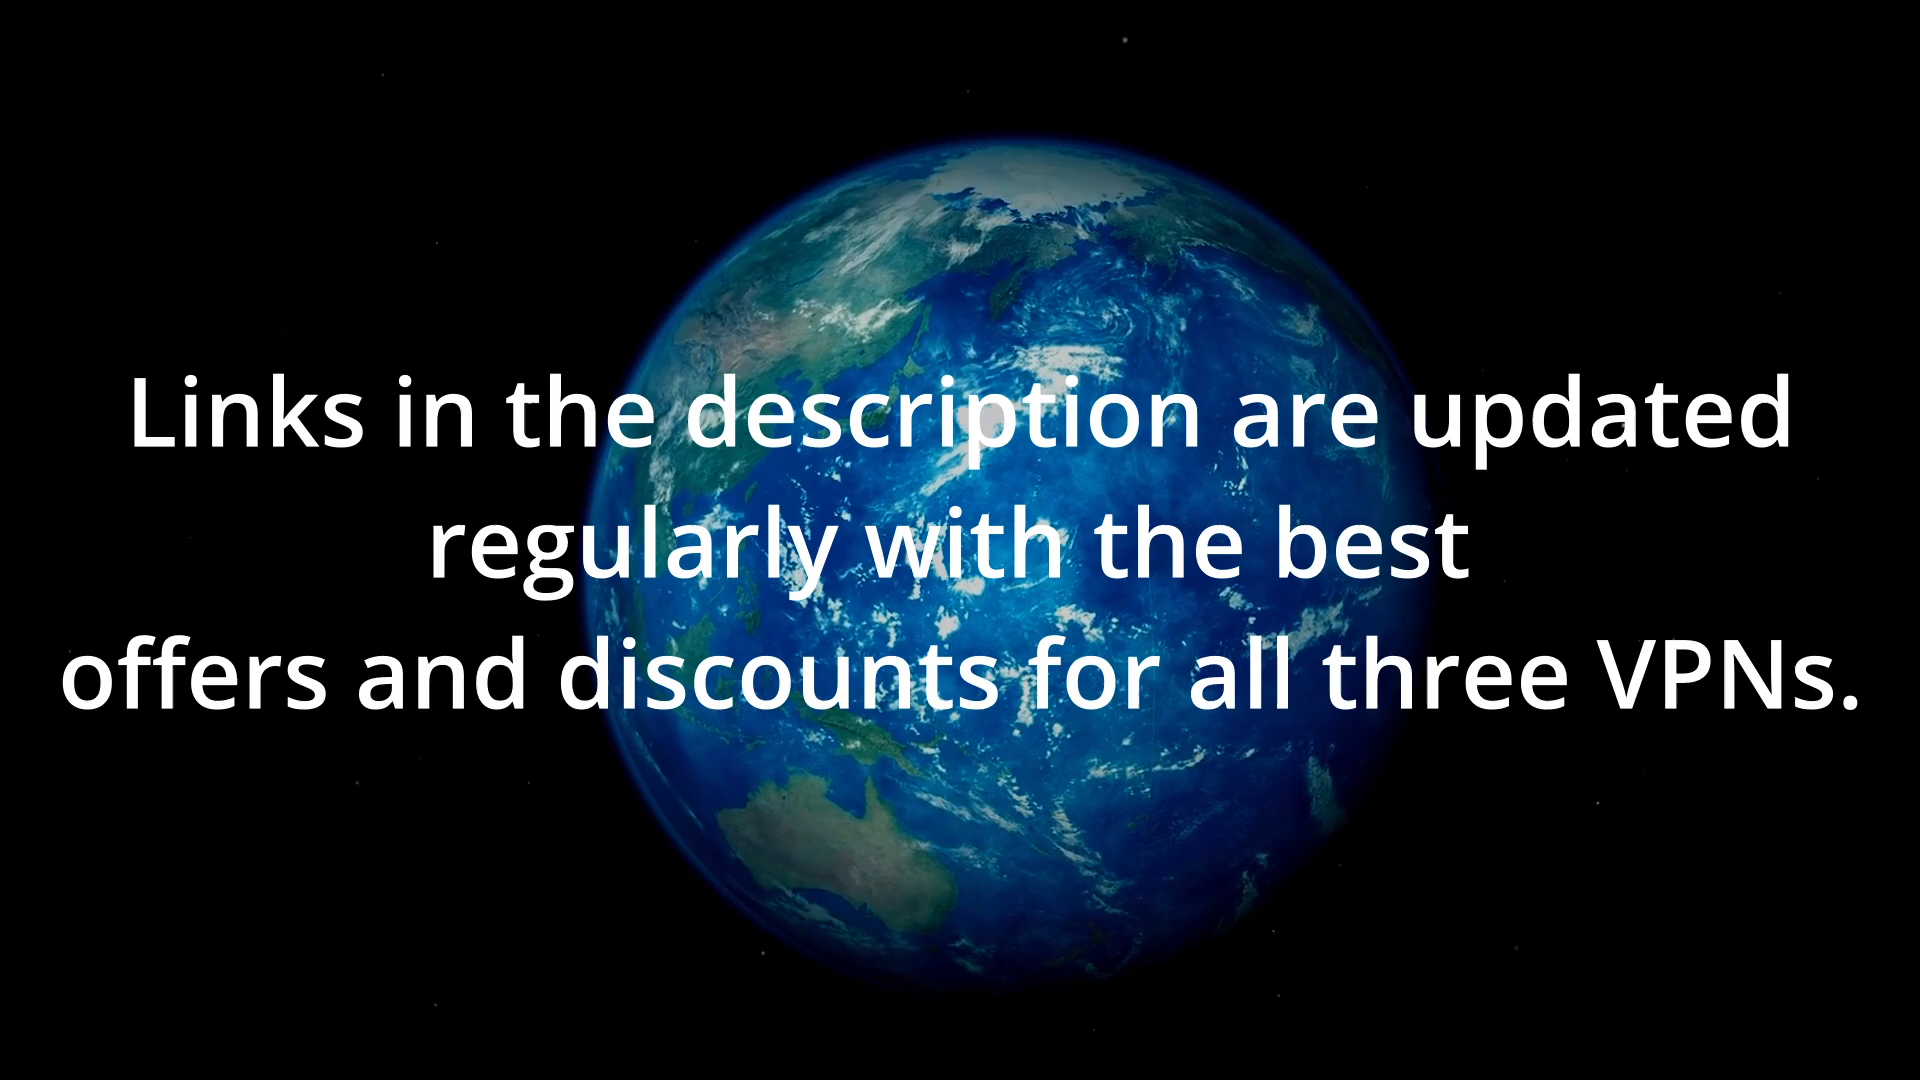 Links in the description are updated
regularly with the best
offers and discounts for all three VPNs.